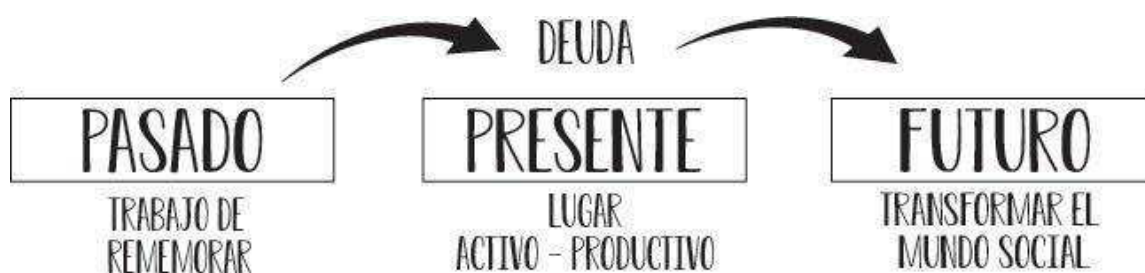 DEUDA
PASADO
PRESENTE
FUTURO
TRABAJO DE
REMEMORAR
LUGAR
ACTIVO - PRODUCTIVO
TRANSFORMAR EL
MUNDO SOCIAL